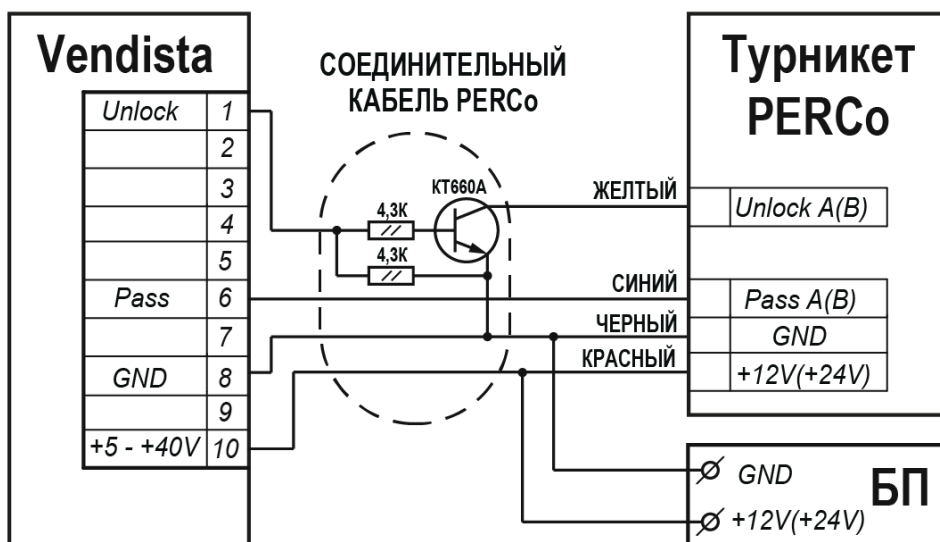 Vendista
Unlock 1
2
3
4
5
Pass 6
7
GND 8
9
+5 - +40V 10
СОЕДИНИТЕЛЬНЫЙ
КАБЕЛЬ PERCo
КТ660А
4,3К
4,3К
ЖЕЛТЫЙ
СИНИЙ
ЧЕРНЫЙ
КРАСНЫЙ
Турникет
PERCo
Unlock A(B)
Pass A(B)
GND
+12V(+24V)
БП
GND
+12V(+24V)